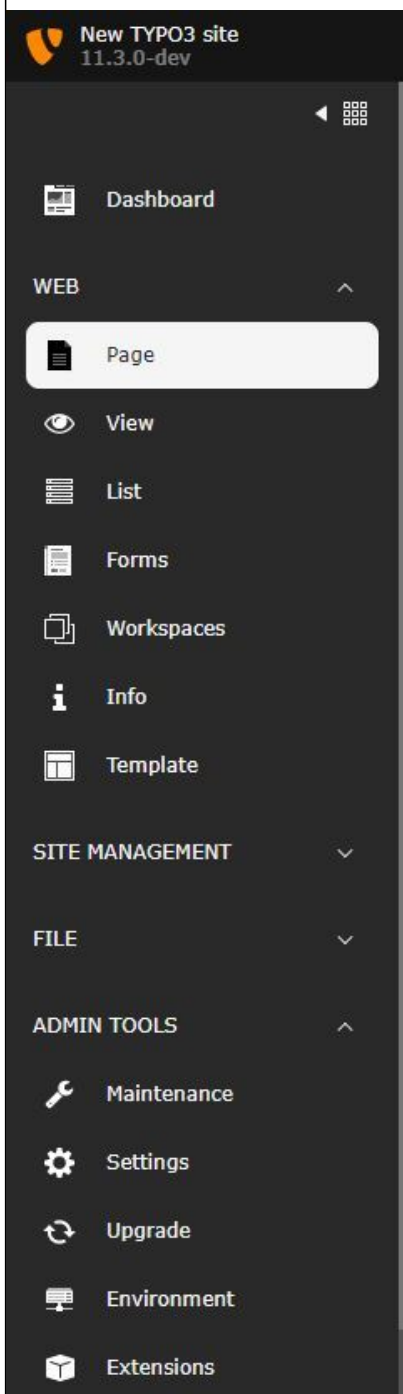 New TYPO3 site
11.3.0-dev
Dashboard
WEB
Page
View
List
Forms
Workspaces
Info
Template
SITE MANAGEMENT
FILE
ADMIN TOOLS
Maintenance
Settings
Upgrade
Environment
Extensions